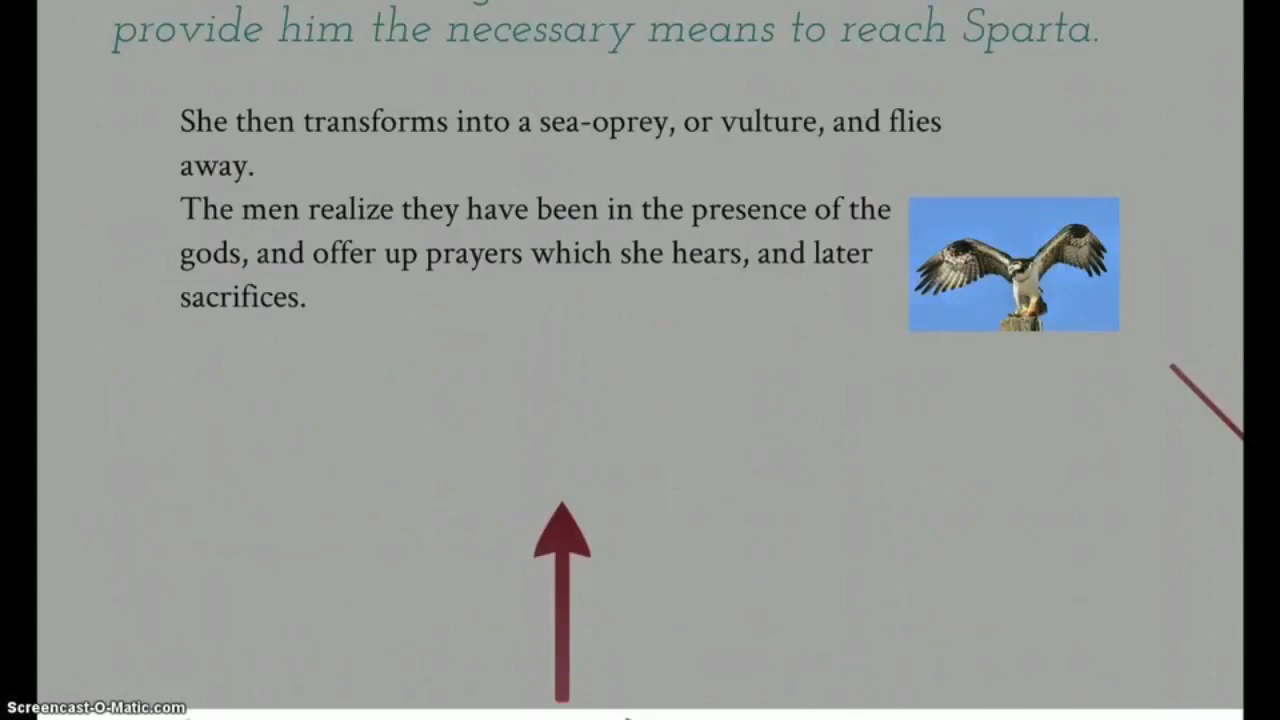 provide him the necessary means to reach Sparta.
She then transforms into a sea-oprey, or vulture, and flies
away.
The men realize they have been in the presence of the
gods, and offer up prayers which she hears, and later
sacrifices.
Screencast-O-Matic.com